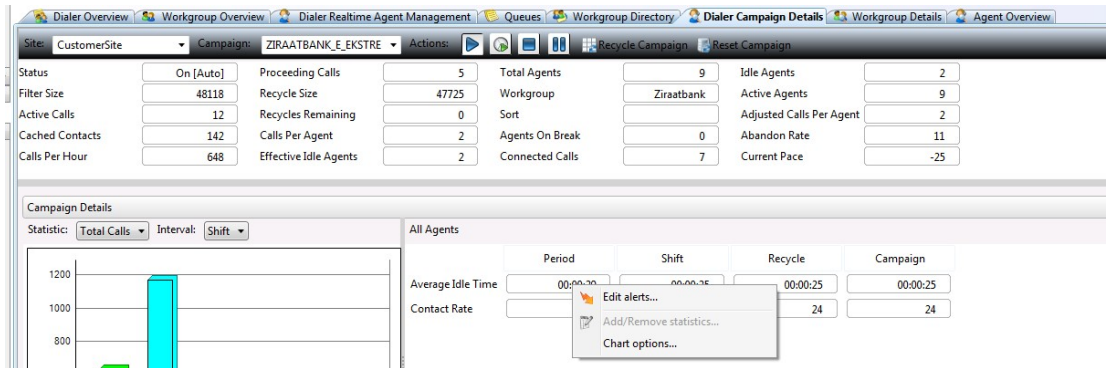 Dialer Overview Workgroup Overview Dialer Realtime Agent Management Queues Workgroup Directory Dialer Campaign Details Workgroup Details Agent Overview
Site: CustomerSite Campaign: ZIRAATBANK_E_EKSTRE Actions: Recycle Campaign Reset Campaign
Status On [Auto] Proceeding Calls 5 Total Agents 9 Idle Agents 2
Filter Size 48118 Recycle Size 47725 Workgroup Ziraatbank Active Agents 9
Active Calls 12 Recycles Remaining 0 Sort Adjusted Calls Per Agent 2
Cached Contacts 142 Calls Per Agent 2 Agents On Break 0 Abandon Rate 11
Calls Per Hour 648 Effective Idle Agents 2 Connected Calls 7 Current Pace -25
Campaign Details
Statistic: Total Calls Interval: Shift All Agents
Period Shift Recycle Campaign
1200
Average Idle Time 00:00:25 00:00:25
Edit alerts...
1000
Contact Rate 24 24
Add/Remove statistics...
800
Chart options...